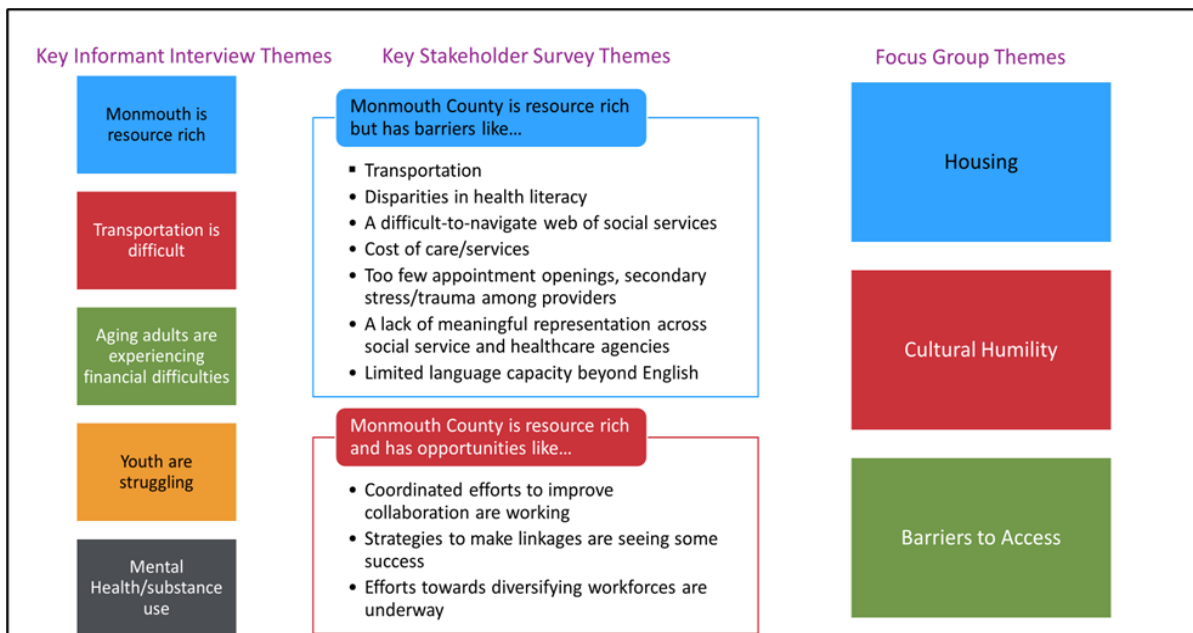 Key Informant Interview Themes
Monmouth is
resource rich
Transportation is
difficult
Aging adults are
experiencing
financial difficulties
Youth are
struggling
Mental
Health/substance
use
Key Stakeholder Survey Themes
Monmouth County is resource rich
but has barriers like…
▪ Transportation
• Disparities in health literacy
• A difficult-to-navigate web of social services
• Cost of care/services
• Too few appointment openings, secondary
stress/trauma among providers
• A lack of meaningful representation across
social service and healthcare agencies
• Limited language capacity beyond English
Monmouth County is resource rich
and has opportunities like…
• Coordinated efforts to improve
collaboration are working
• Strategies to make linkages are seeing some
success
• Efforts towards diversifying workforces are
underway
Focus Group Themes
Housing
Cultural Humility
Barriers to Access